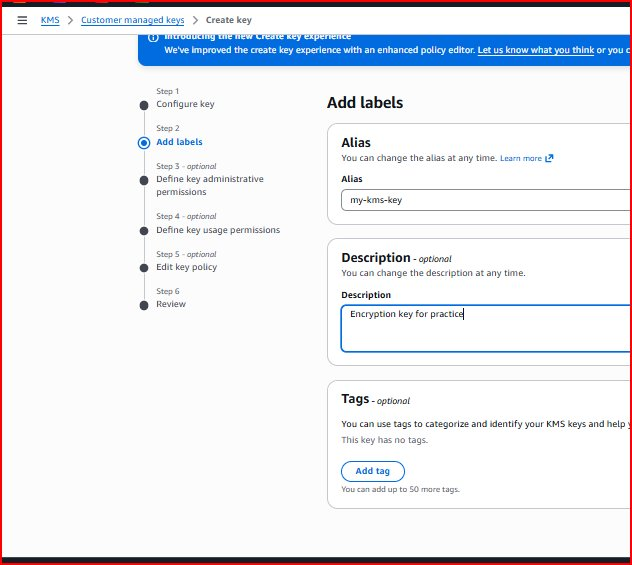 KMS > Customer managed keys > Create key
Introducing the new Create key experience
We've improved the create key experience with an enhanced policy editor. Let us know what you think or you c
Step 1
Configure key
Step 2
Add labels
Step 3 - optional
Define key administrative
permissions
Step 4 - optional
Define key usage permissions
Step 5 - optional
Edit key policy
Step 6
Review
Add labels
Alias
You can change the alias at any time. Learn more
Alias
my-kms-key
Description - optional
You can change the description at any time.
Description
Encryption key for practice
Tags - optional
You can use tags to categorize and identify your KMS keys and help y
This key has no tags.
Add tag
You can add up to 50 more tags.